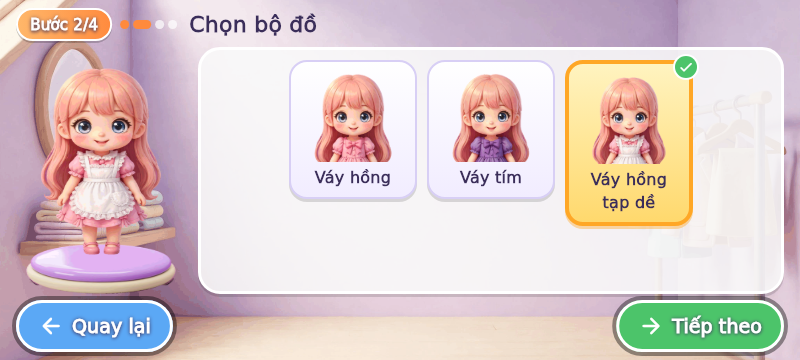 Bước 2/4
Chọn bộ đồ
Váy hồng
Váy tím
Váy hồng
tạp dề
Quay lại
Tiếp theo